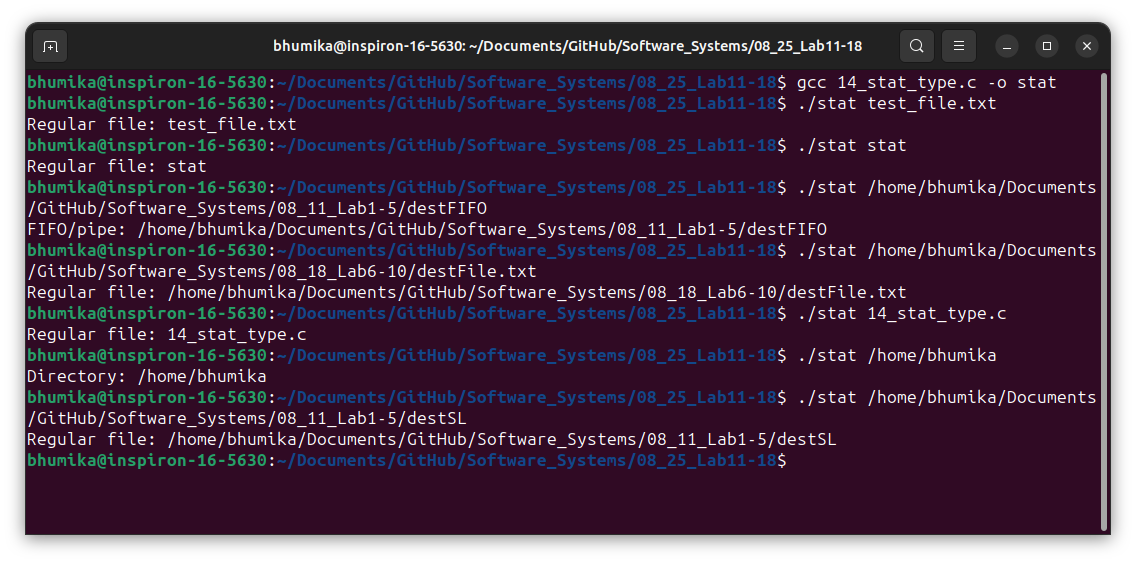 bhumika@inspiron-16-5630: ~/Documents/GitHub/Software_Systems/08_25_Lab11-18
bhumika@inspiron-16-5630:~/Documents/GitHub/Software_Systems/08_25_Lab11-18$ gcc 14_stat_type.c -o stat
bhumika@inspiron-16-5630:~/Documents/GitHub/Software_Systems/08_25_Lab11-18$ ./stat test_file.txt
Regular file: test_file.txt
bhumika@inspiron-16-5630:~/Documents/GitHub/Software_Systems/08_25_Lab11-18$ ./stat stat
Regular file: stat
bhumika@inspiron-16-5630:~/Documents/GitHub/Software_Systems/08_25_Lab11-18$ ./stat /home/bhumika/Documents
/GitHub/Software_Systems/08_11_Lab1-5/destFIFO
FIFO/pipe: /home/bhumika/Documents/GitHub/Software_Systems/08_11_Lab1-5/destFIFO
bhumika@inspiron-16-5630:~/Documents/GitHub/Software_Systems/08_25_Lab11-18$ ./stat /home/bhumika/Documents
/GitHub/Software_Systems/08_18_Lab6-10/destFile.txt
Regular file: /home/bhumika/Documents/GitHub/Software_Systems/08_18_Lab6-10/destFile.txt
bhumika@inspiron-16-5630:~/Documents/GitHub/Software_Systems/08_25_Lab11-18$ ./stat 14_stat_type.c
Regular file: 14_stat_type.c
bhumika@inspiron-16-5630:~/Documents/GitHub/Software_Systems/08_25_Lab11-18$ ./stat /home/bhumika
Directory: /home/bhumika
bhumika@inspiron-16-5630:~/Documents/GitHub/Software_Systems/08_25_Lab11-18$ ./stat /home/bhumika/Documents
/GitHub/Software_Systems/08_11_Lab1-5/destSL
Regular file: /home/bhumika/Documents/GitHub/Software_Systems/08_11_Lab1-5/destSL
bhumika@inspiron-16-5630:~/Documents/GitHub/Software_Systems/08_25_Lab11-18$